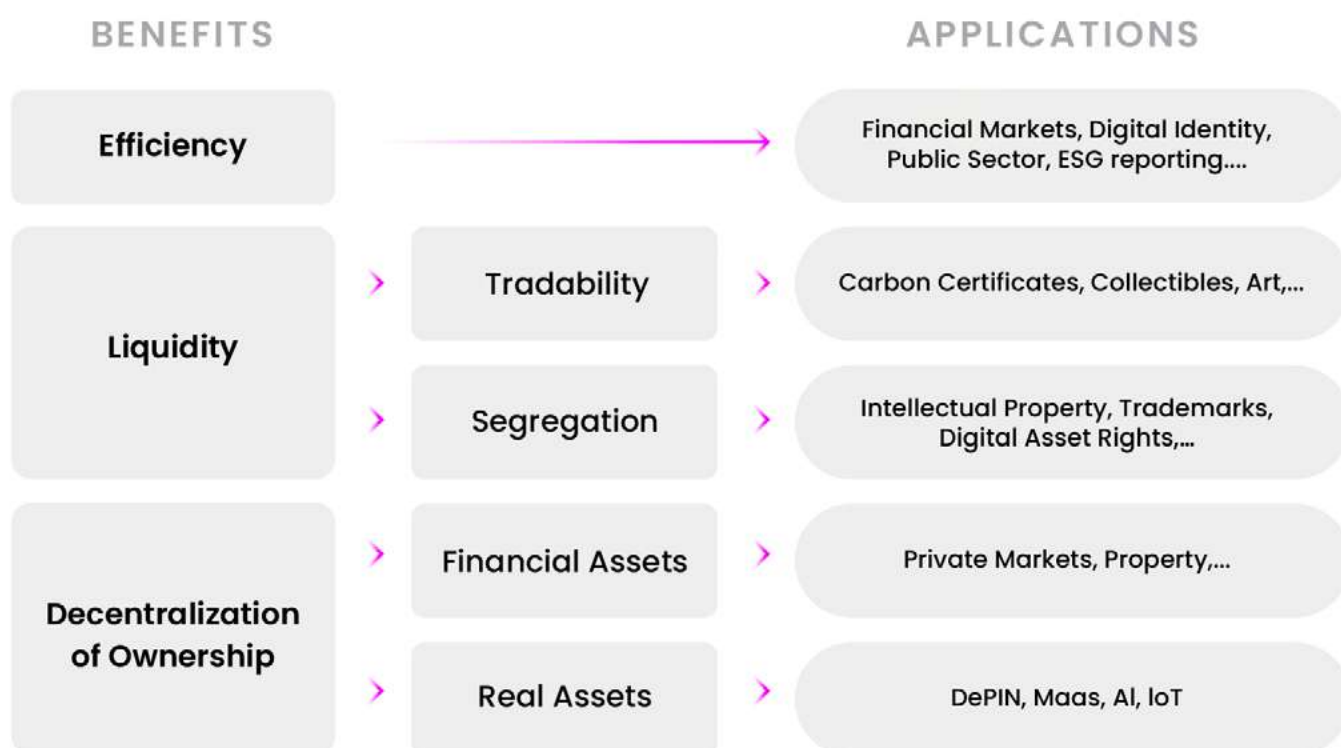 BENEFITS
APPLICATIONS
Efficiency
Financial Markets, Digital Identity,
Public Sector, ESG reporting....
Liquidity
Tradability
Carbon Certificates, Collectibles, Art,...
Segregation
Intellectual Property, Trademarks,
Digital Asset Rights,...
Decentralization
of Ownership
Financial Assets
Private Markets, Property,...
Real Assets
DePIN, Maas, AI, IoT